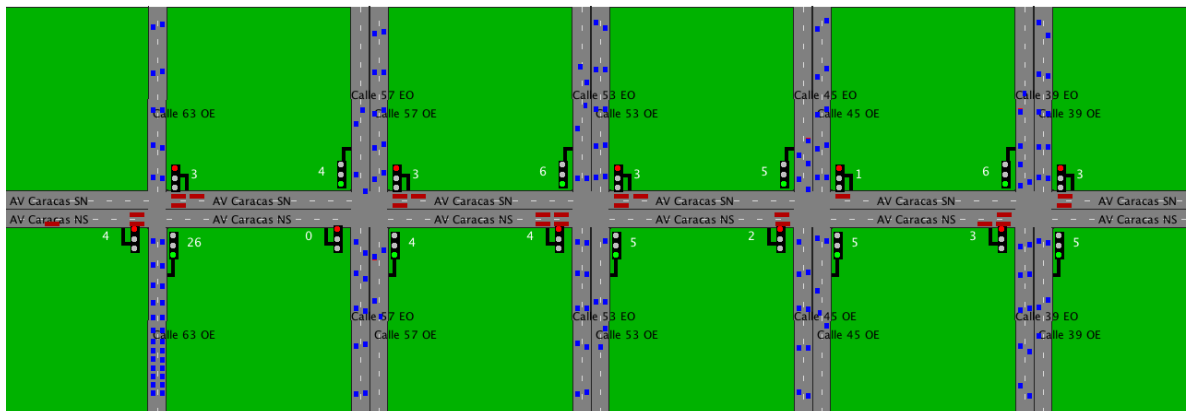 Calle 57 EO Calle 53 EO Calle 45 EO Calle 39 EO
Calle 63 OE Calle 57 OE Calle 53 OE Calle 45 OE Calle 39 OE
3 4 3 6 3 5 1 6 3
AV Caracas SN AV Caracas SN AV Caracas SN AV Caracas SN AV Caracas SN AV Caracas SN
AV Caracas NS AV Caracas NS AV Caracas NS AV Caracas NS AV Caracas NS AV Caracas NS
4 26 0 4 4 5 2 5 3 5
Calle 57 EO Calle 53 EO Calle 45 OE Calle 39 EO
Calle 63 OE Calle 57 OE Calle 53 OE Calle 45 OE Calle 39 OE